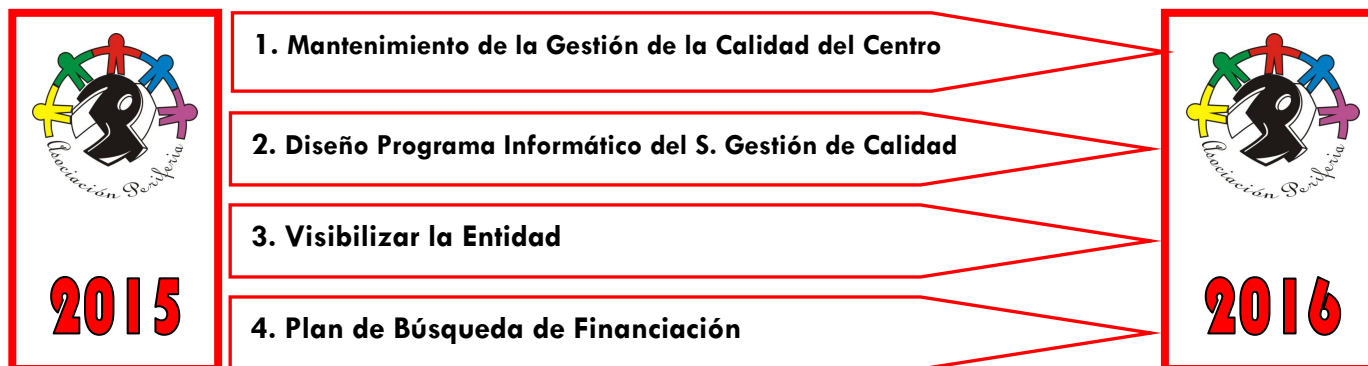 Asociación Periferia
2015
1. Mantenimiento de la Gestión de la Calidad del Centro
2. Diseño Programa Informático del S. Gestión de Calidad
3. Visibilizar la Entidad
4. Plan de Búsqueda de Financiación
Asociación Periferia
2016